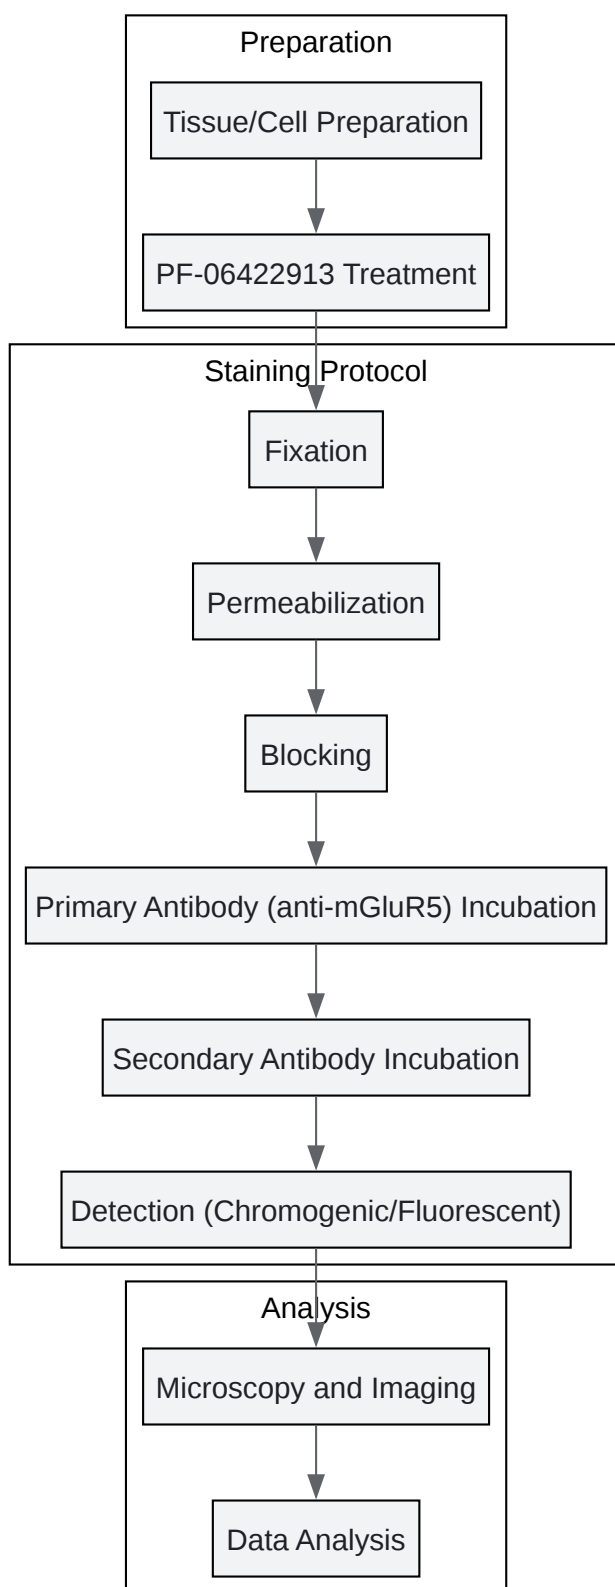 Preparation
Tissue/Cell Preparation
PF-06422913 Treatment
Staining Protocol
Fixation
Permeabilization
Blocking
Primary Antibody (anti-mGluR5) Incubation
Secondary Antibody Incubation
Detection (Chromogenic/Fluorescent)
Analysis
Microscopy and Imaging
Data Analysis